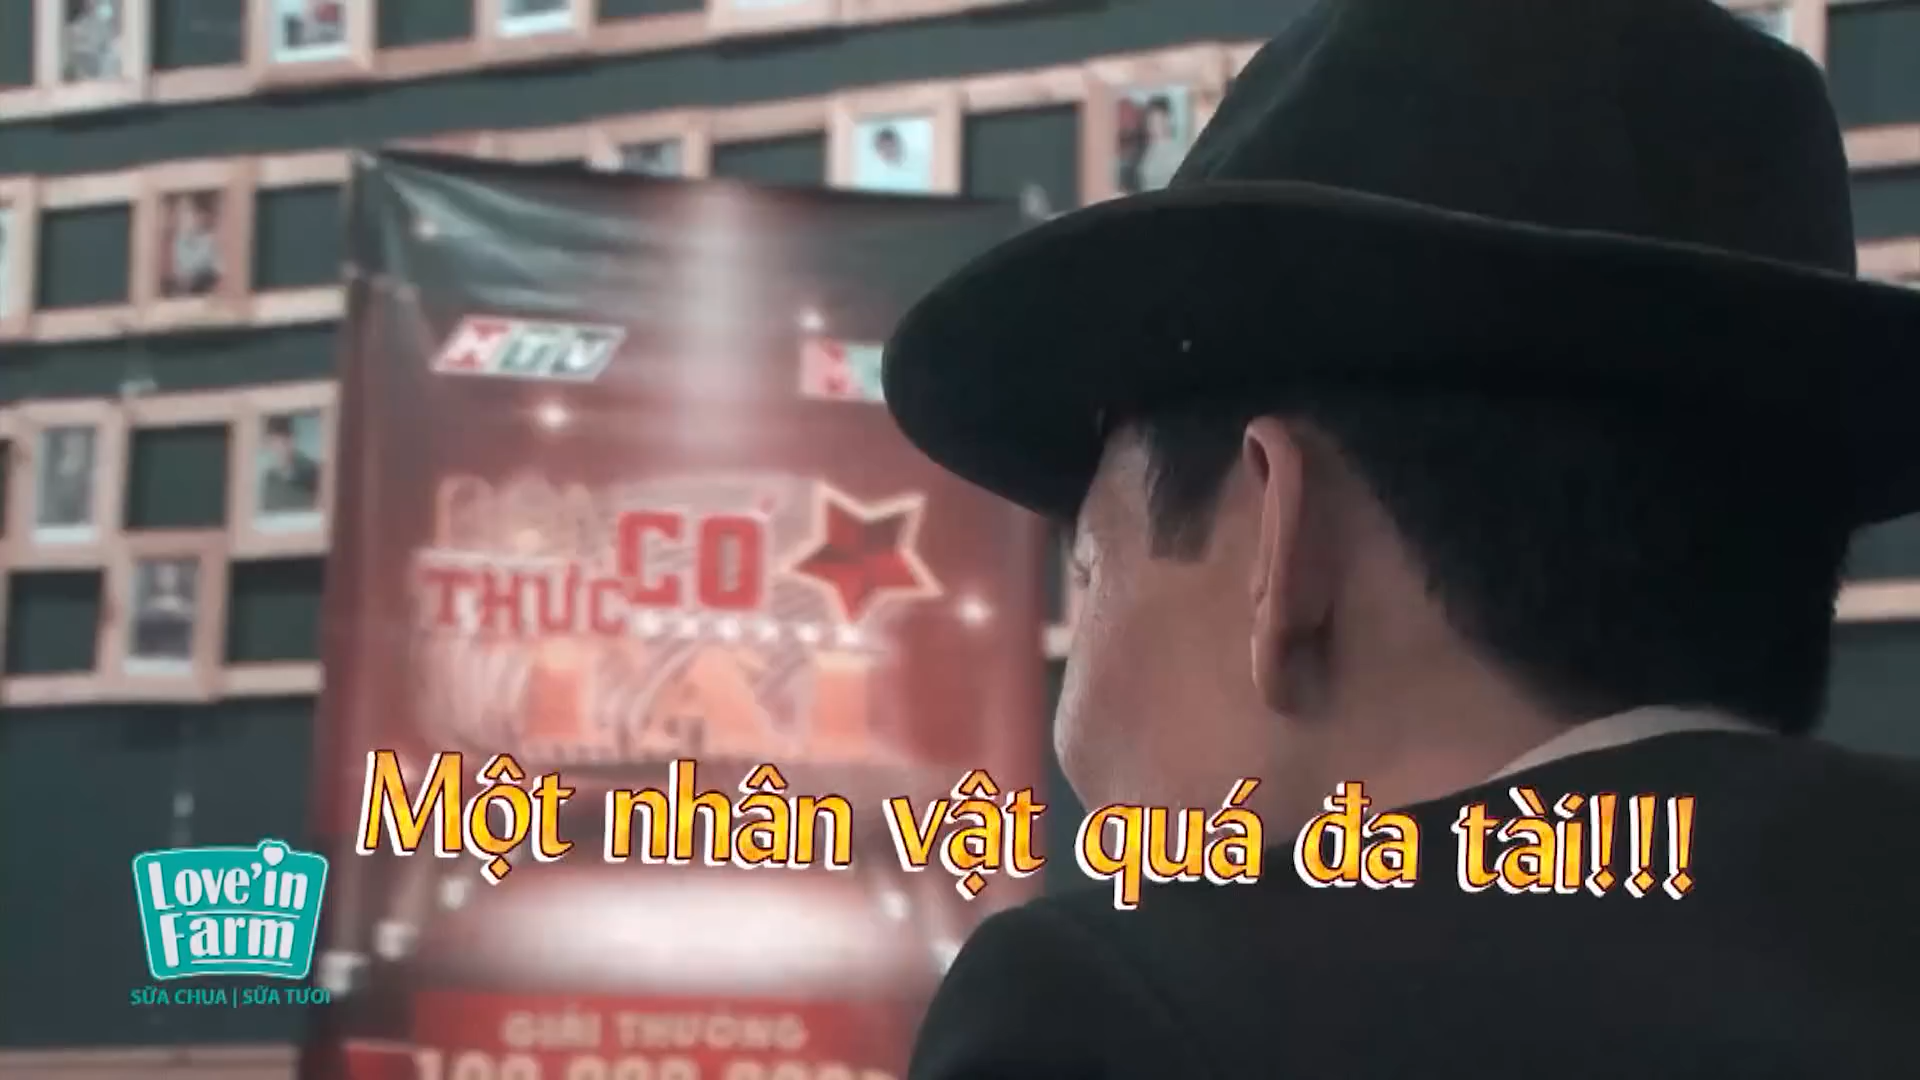 HTV
THỰC
CÓ
Một nhân vật quá đa tài!!!
Love'in
Farm
SỮA CHUA | SỮA TƯƠI
GIẢI THƯỞNG